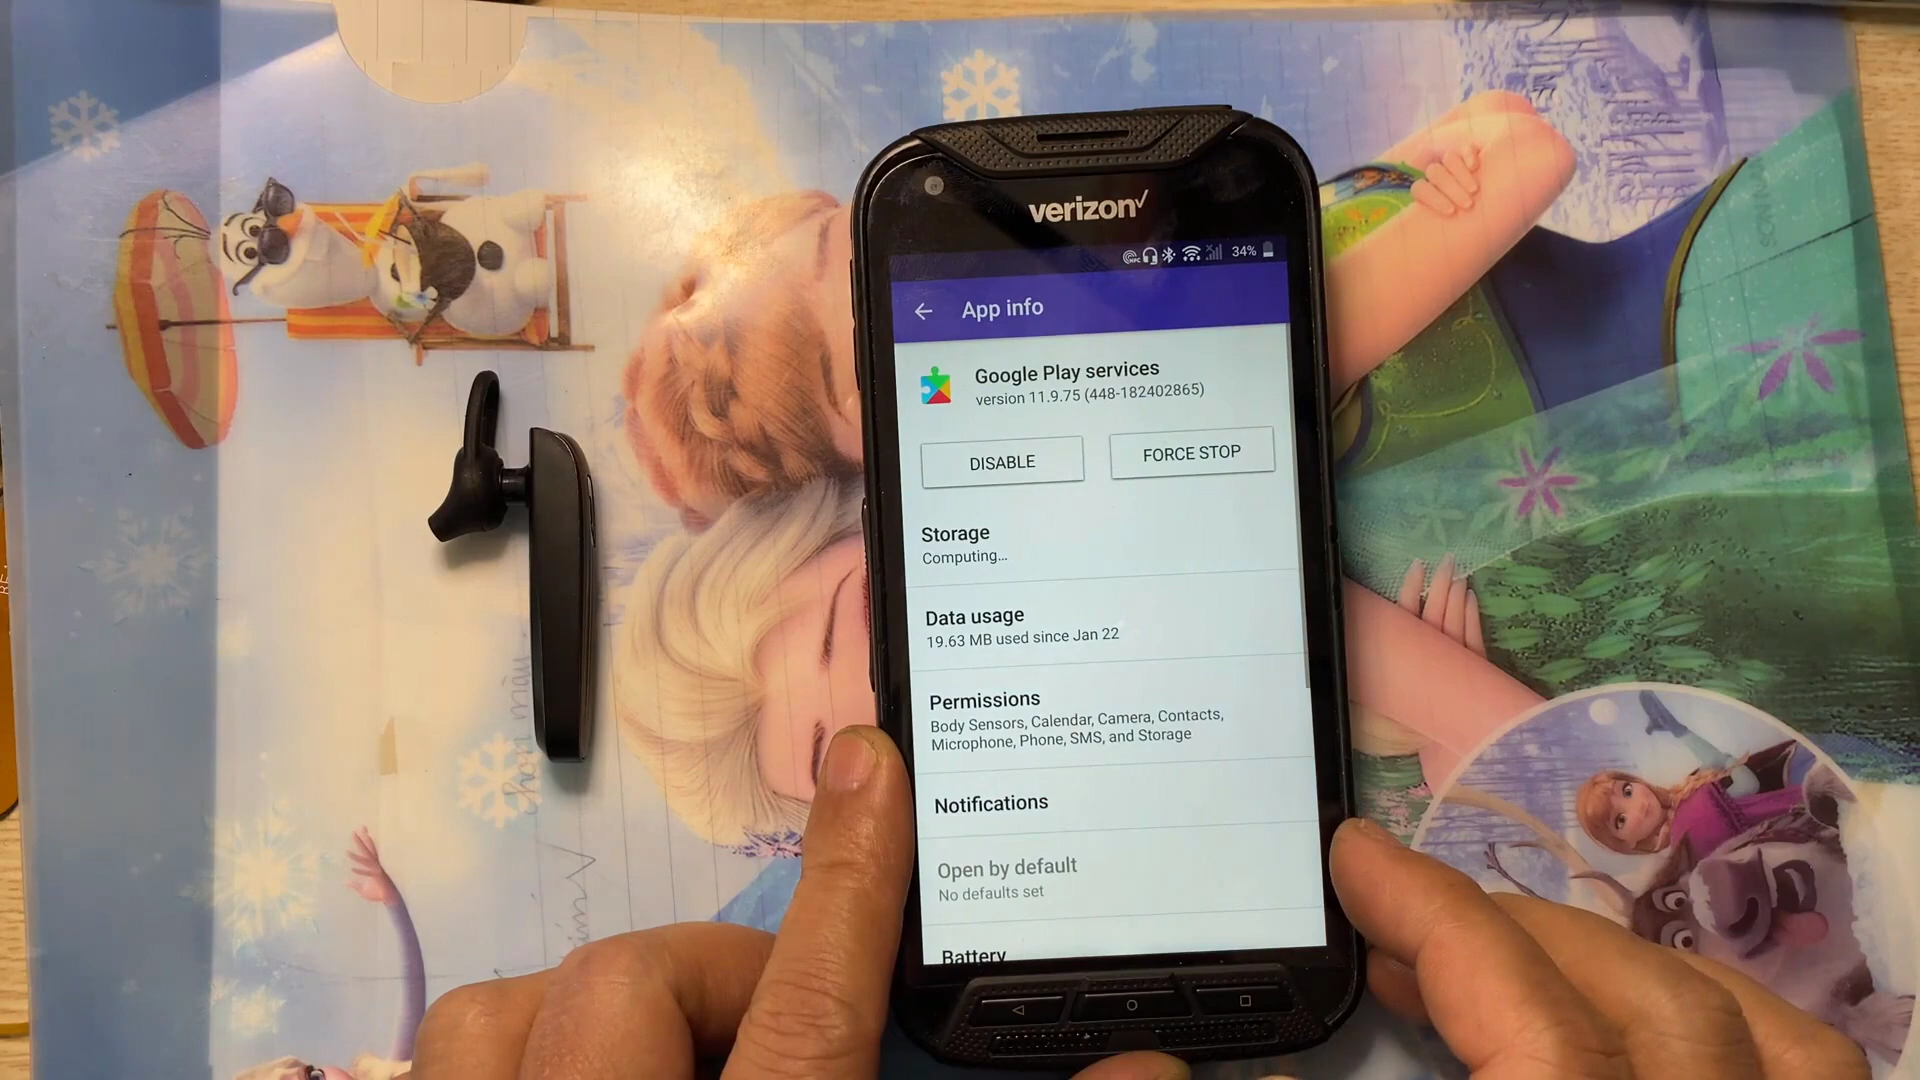 verizon
34%
App info
Google Play services
version 11.9.75 (448-182402865)
DISABLE
FORCE STOP
Storage
Computing...
Data usage
19.63 MB used since Jan 22
Permissions
Body Sensors, Calendar, Camera, Contacts,
Microphone, Phone, SMS, and Storage
Notifications
Open by default
No defaults set
Battery